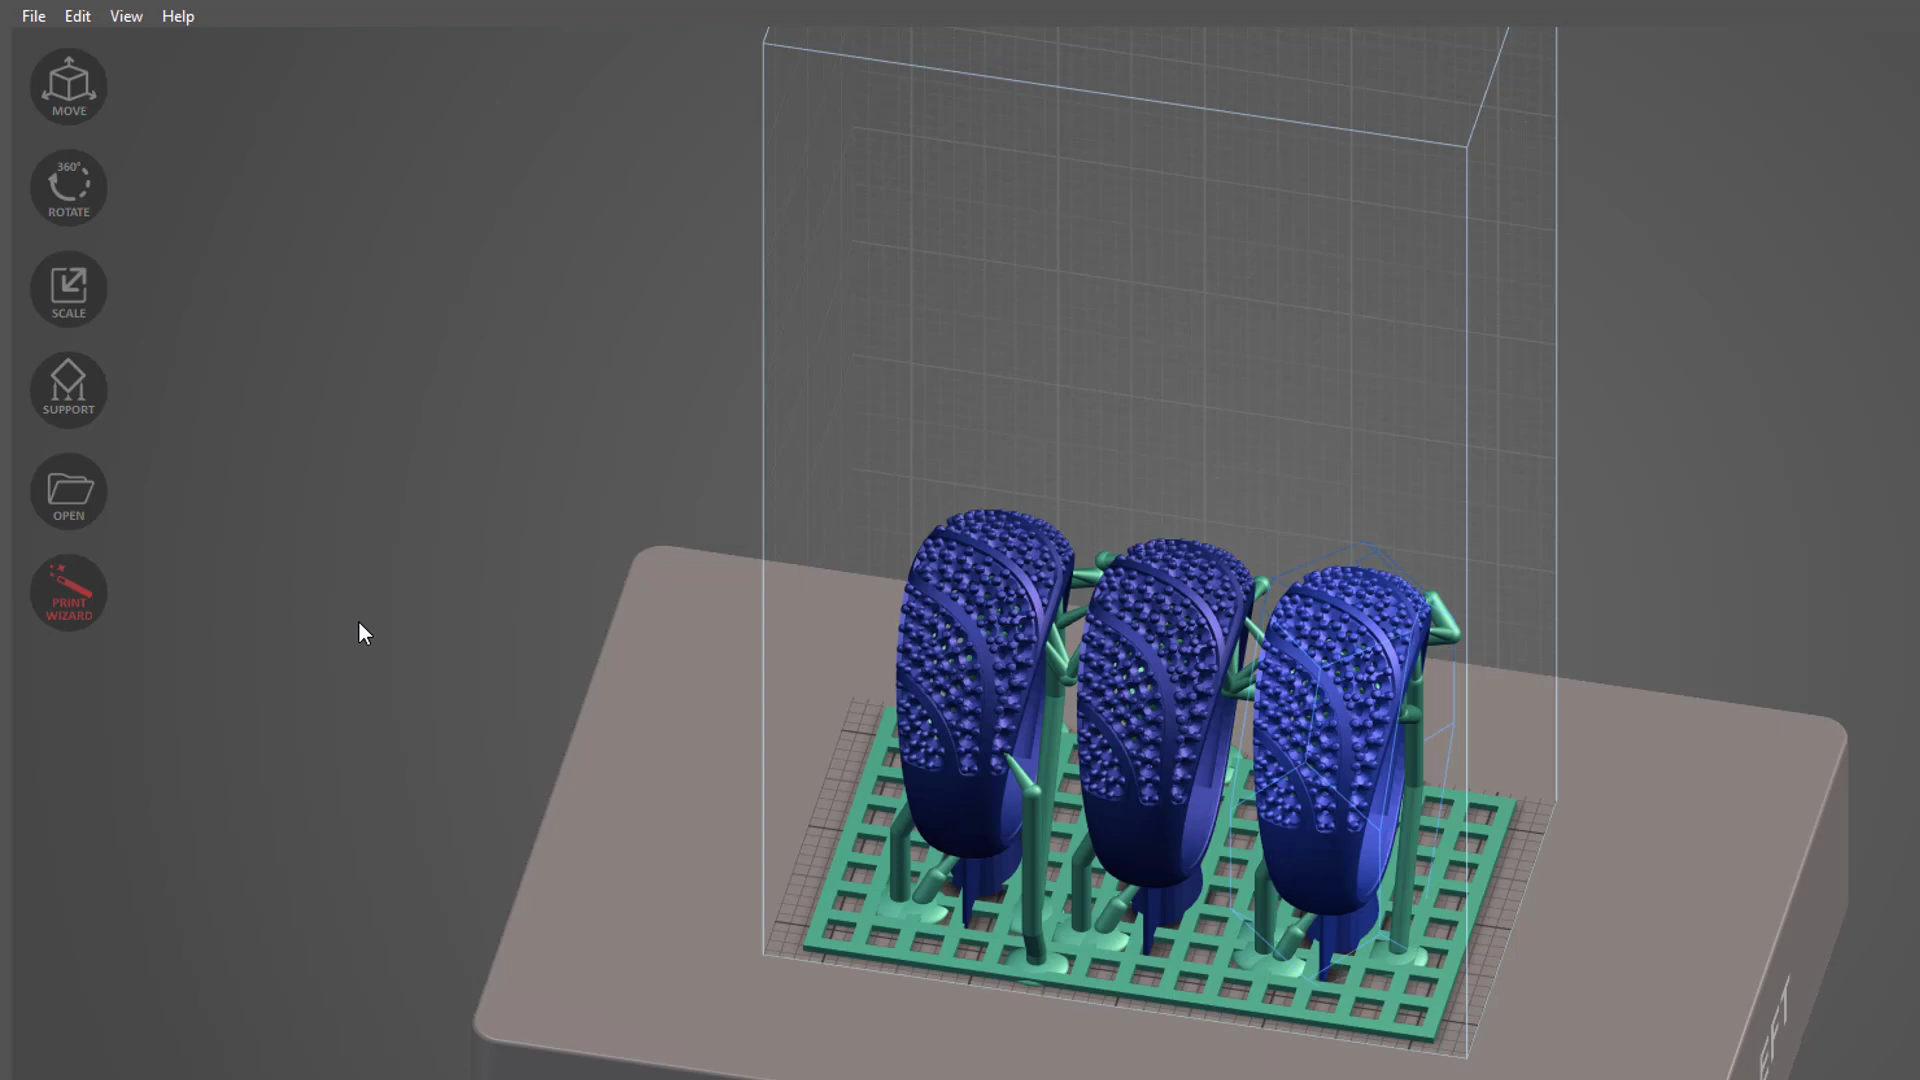 File Edit View Help
MOVE
360°
ROTATE
SCALE
SUPPORT
OPEN
PRINT
WIZARD